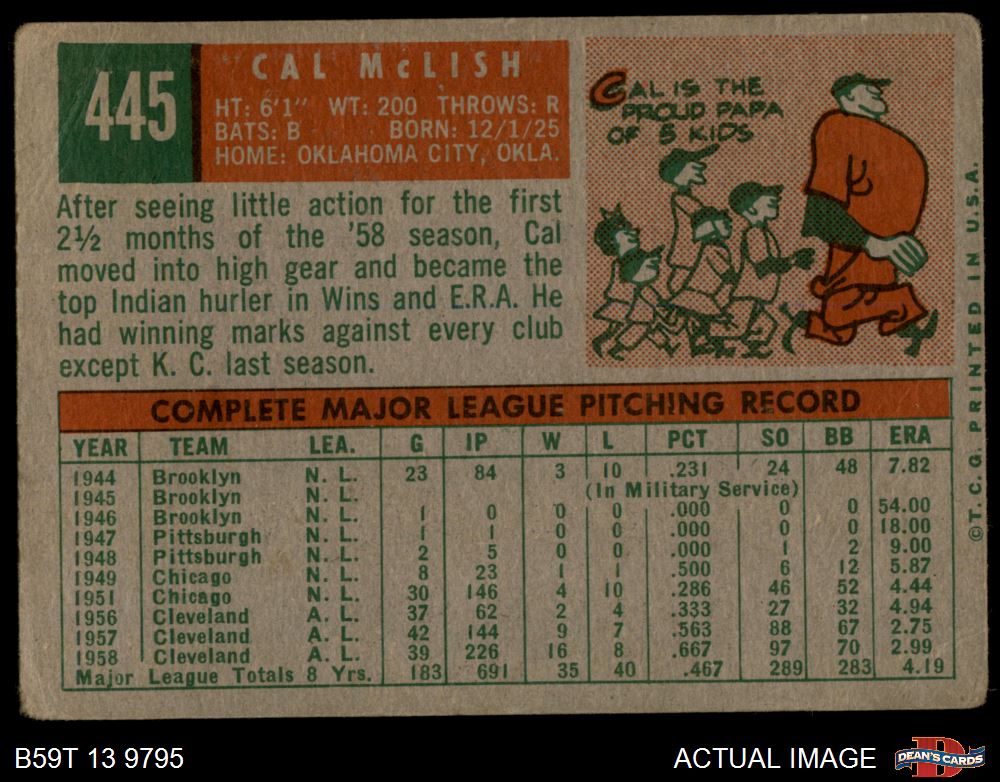 445
CAL McLISH
HT: 6'1" WT: 200 THROWS: R
BATS: B BORN: 12/1/25
HOME: OKLAHOMA CITY, OKLA.
CAL IS THE
PROUD PAPA
OF 5 KIDS
After seeing little action for the first
2½ months of the '58 season, Cal
moved into high gear and became the
top Indian hurler in Wins and E.R.A. He
had winning marks against every club
except K. C. last season.
COMPLETE MAJOR LEAGUE PITCHING RECORD
YEAR TEAM LEA. G IP W L PCT SO BB ERA
1944 Brooklyn N. L. 23 84 3 10 .231 24 48 7.82
1945 Brooklyn N. L. (In Military Service)
1946 Brooklyn N. L. 1 0 0 0 .000 0 0 54.00
1947 Pittsburgh N. L. 1 1 0 0 .000 0 0 18.00
1948 Pittsburgh N. L. 2 5 0 0 .000 1 2 9.00
1949 Chicago N. L. 8 23 1 1 .500 6 12 5.87
1951 Chicago N. L. 30 146 4 10 .286 46 52 4.44
1956 Cleveland A. L. 37 62 2 4 .333 27 32 4.94
1957 Cleveland A. L. 42 144 9 7 .563 88 67 2.75
1958 Cleveland A. L. 39 226 16 8 .667 97 70 2.99
Major League Totals 8 Yrs. 183 691 35 40 .467 289 283 4.19
©T. C. G. PRINTED IN U.S.A.
B59T 13 9795
ACTUAL IMAGE
D
DEAN'S CARDS